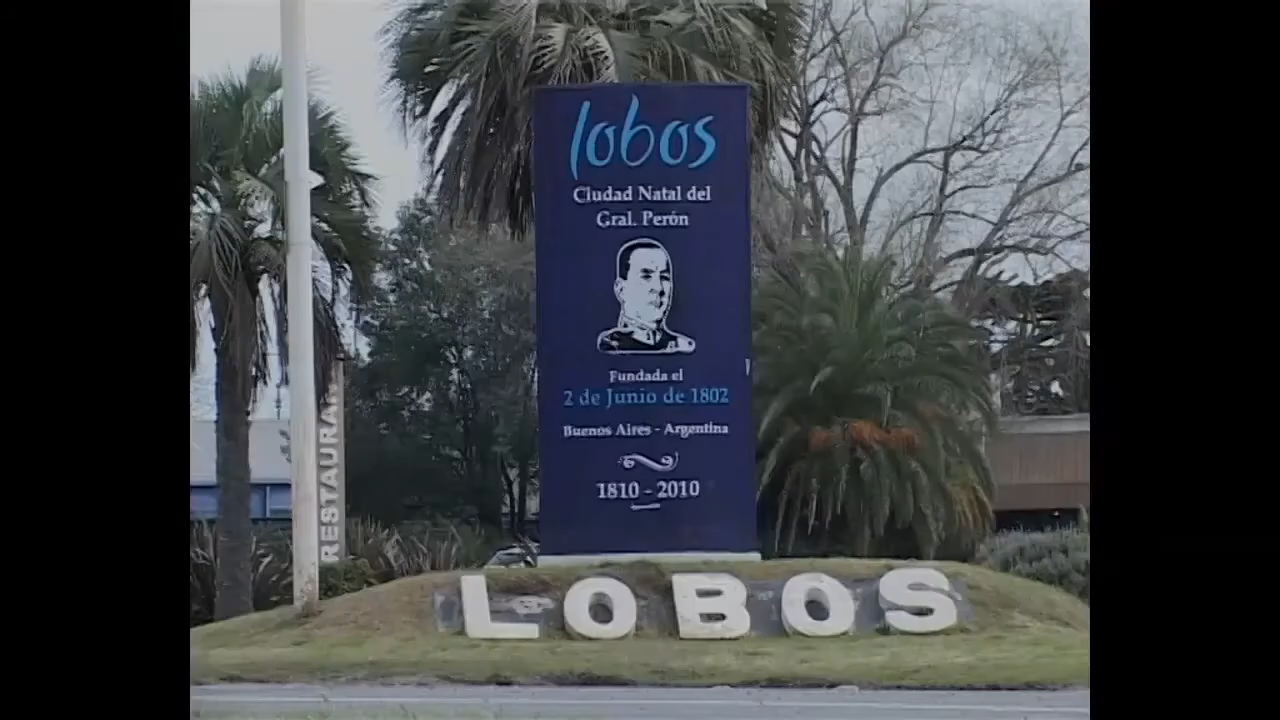 lobos
Ciudad Natal del
Gral. Perón
Fundada el
2 de Junio de 1802
Buenos Aires - Argentina
1810 - 2010
RESTAURA
LOBOS